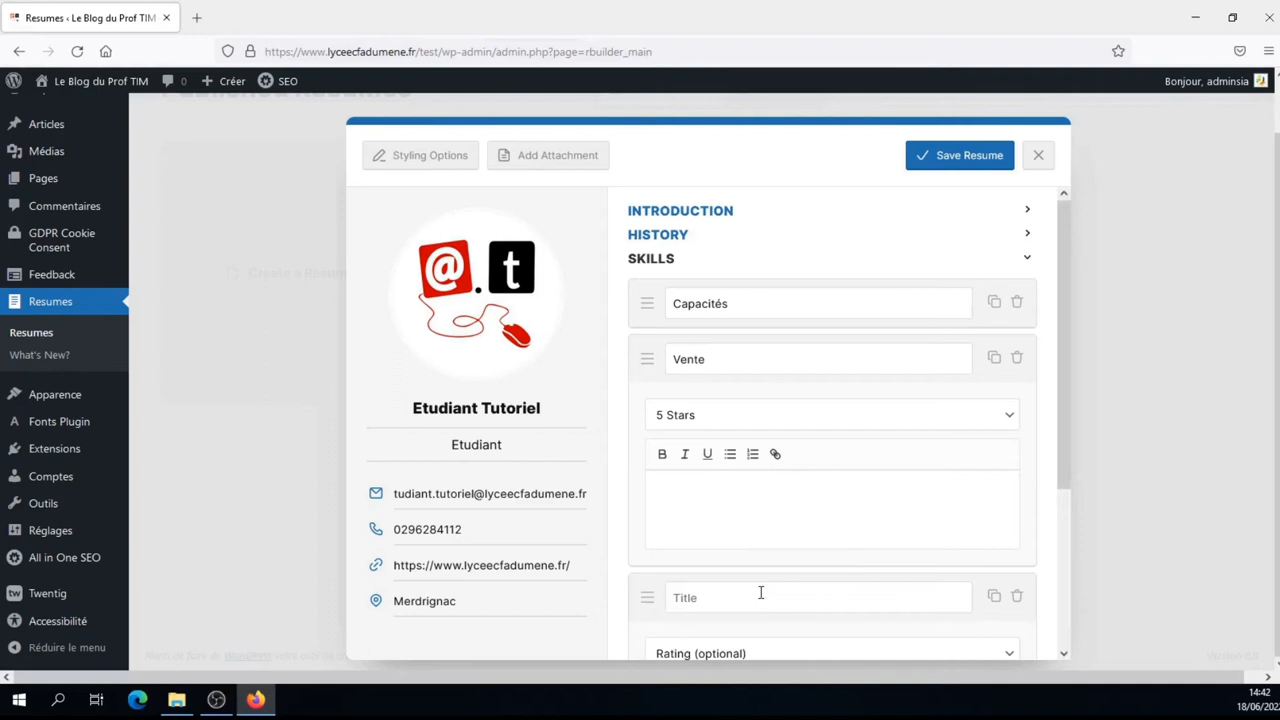 Resumes ‹ Le Blog du Prof TIM
https://www.lyceecfadumene.fr/test/wp-admin/admin.php?page=rbuilder_main
Le Blog du Prof TIM
0
Créer
SEO
Bonjour, adminsia
Articles
Médias
Pages
Commentaires
GDPR Cookie
Consent
Feedback
Resumes
Resumes
What's New?
Apparence
Fonts Plugin
Extensions
Comptes
Outils
Réglages
All in One SEO
Twentig
Accessibilité
Réduire le menu
Create a Resum
Styling Options
Add Attachment
Save Resume
@.t
Etudiant Tutoriel
Etudiant
tudiant.tutoriel@lyceecfadumene.fr
0296284112
https://www.lyceecfadumene.fr/
Merdrignac
INTRODUCTION
HISTORY
SKILLS
Capacités
Vente
5 Stars
B I U
Title
Rating (optional)
14:42
18/06/202